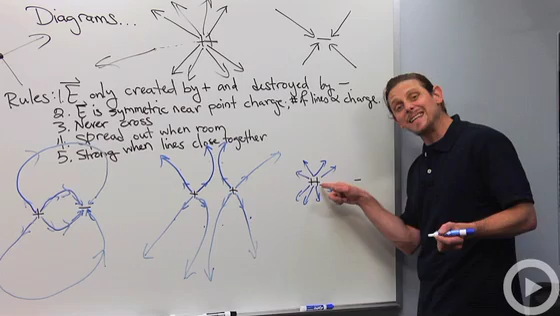 Diagrams...
Rules: 1. E only created by + and destroyed by -
2. E is symmetric near point charge, # of lines α charge.
3. Never cross
4. Spread out when room
5. Strong when lines close together